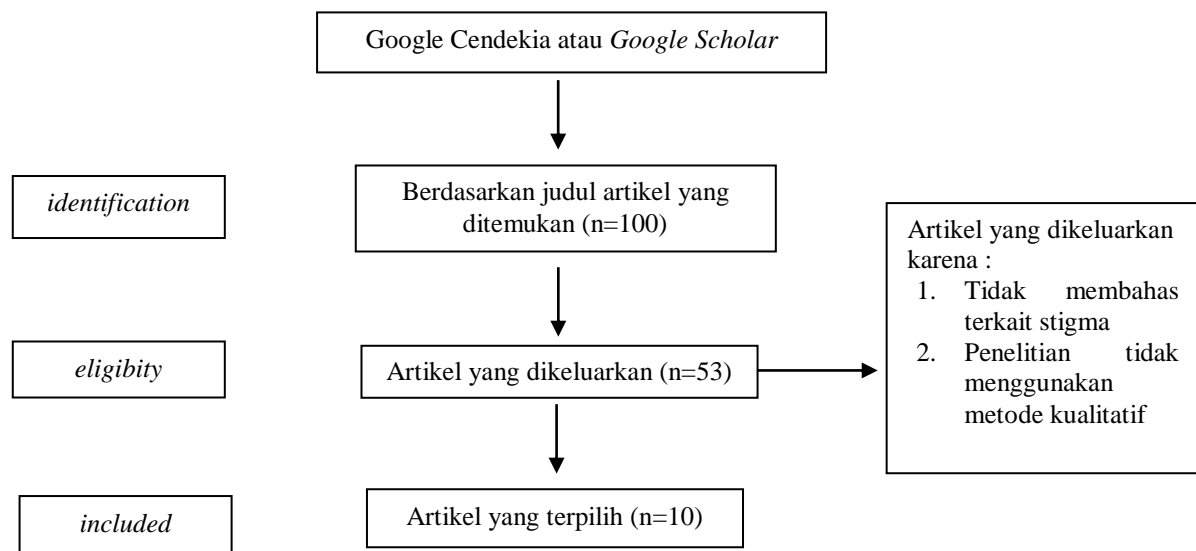 Google Cendekia atau Google Scholar
identification
Berdasarkan judul artikel yang
ditemukan (n=100)
Artikel yang dikeluarkan
karena :
1. Tidak membahas
terkait stigma
2. Penelitian tidak
menggunakan
metode kualitatif
eligibity
Artikel yang dikeluarkan (n=53)
included
Artikel yang terpilih (n=10)